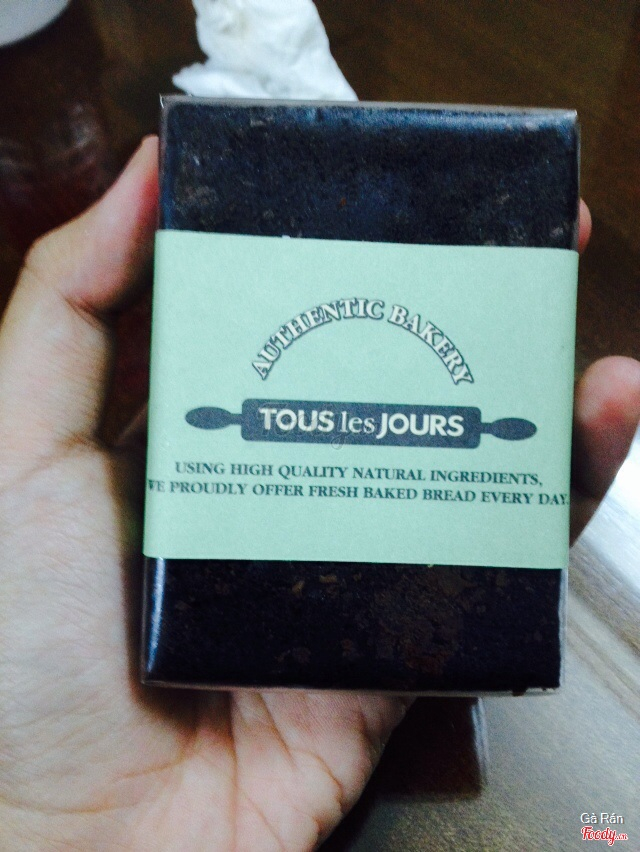 AUTHENTIC BAKERY
TOUS les JOURS
USING HIGH QUALITY NATURAL INGREDIENTS,
WE PROUDLY OFFER FRESH BAKED BREAD EVERY DAY.
Gà Rán
Foody.vn